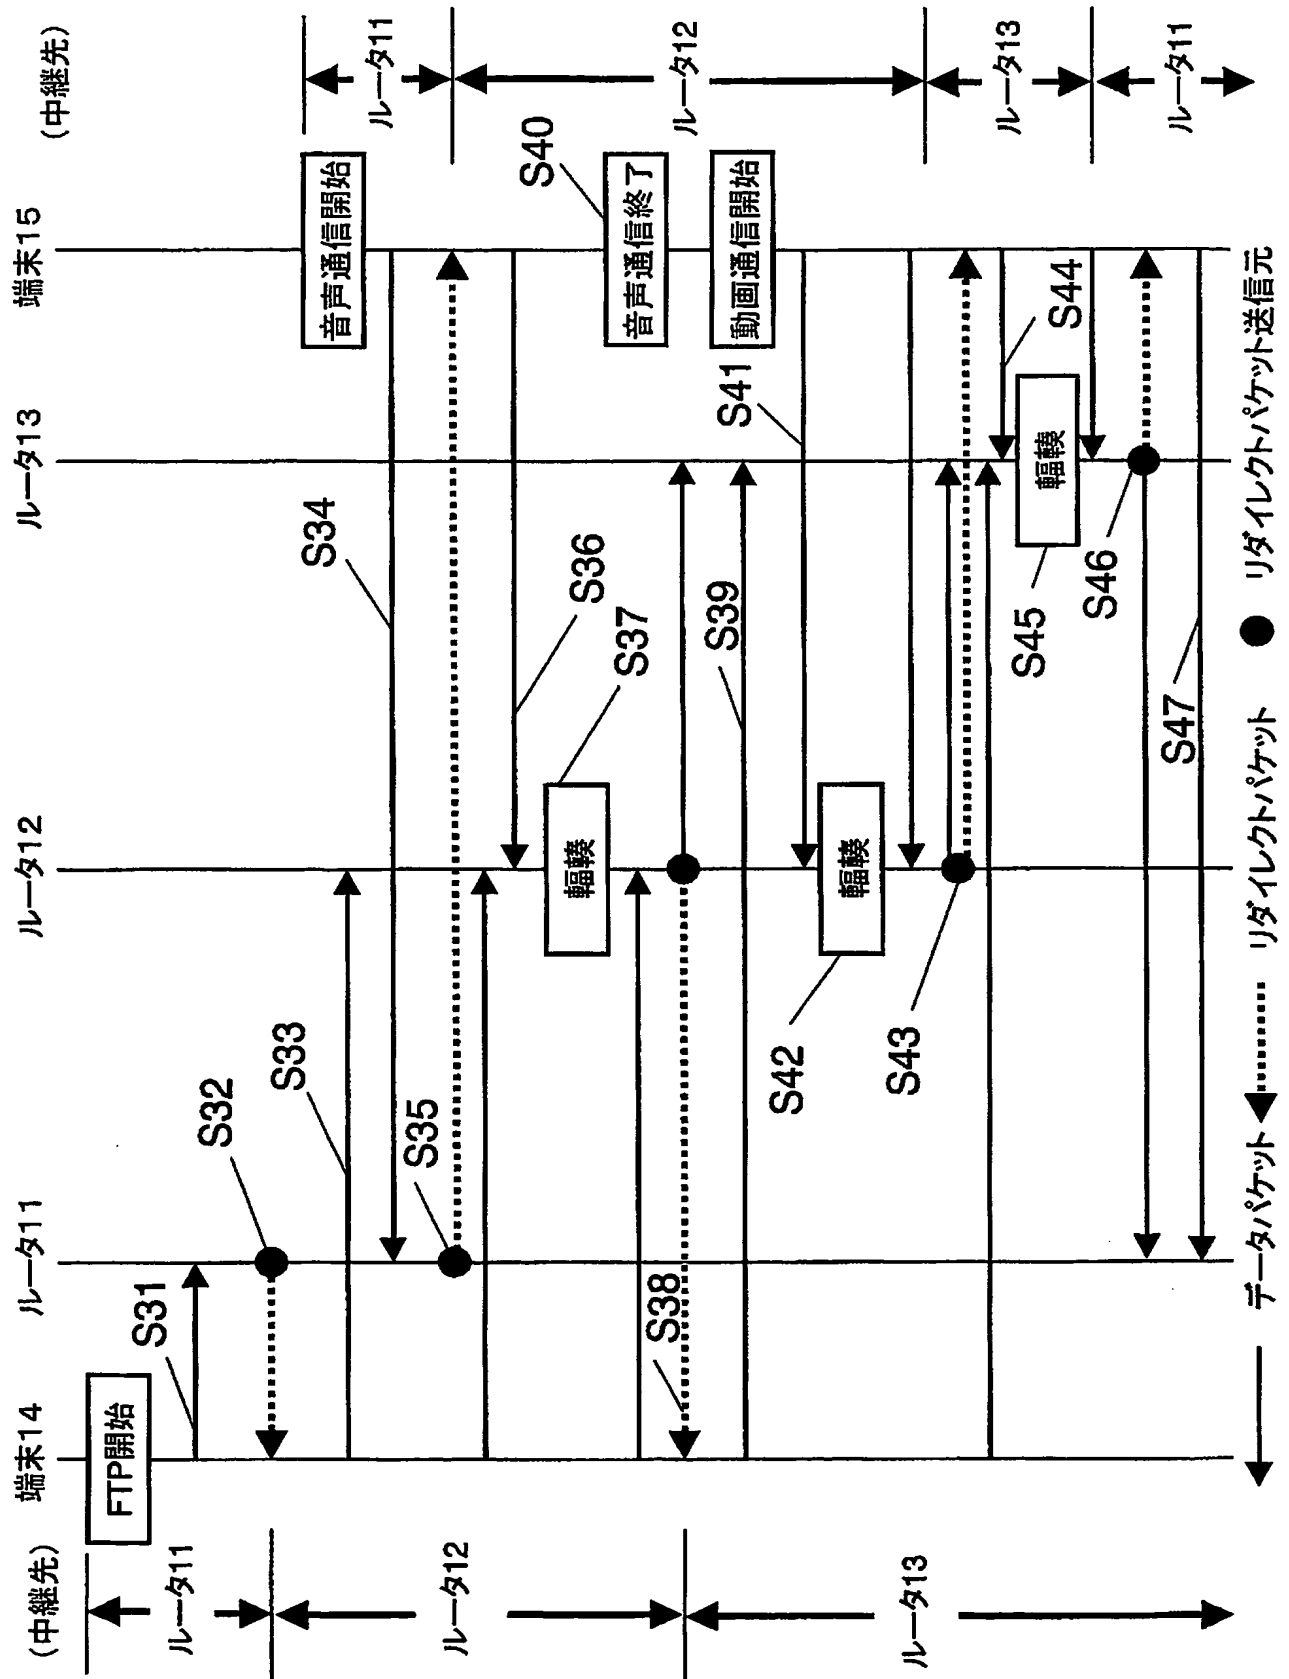 (中継先)
端末14
ルータ11
ルータ12
ルータ13
端末15
(中継先)
FTP開始
ルータ11
S31
S32
S33
音声通信開始
ルータ11
S34
S35
ルータ12
S36
S37
輻輳
S38
音声通信終了
S40
ルータ12
S39
動画通信開始
S41
S42
輻輳
S43
ルータ13
S44
輻輳
S45
ルータ13
S46
S47
ルータ11
データパケット
リダイレクトパケット
リダイレクトパケット送信元